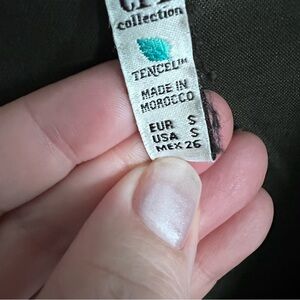 collection
TENCEL™
MADE IN
MOROCCO
EUR S
USA S
MEX 26